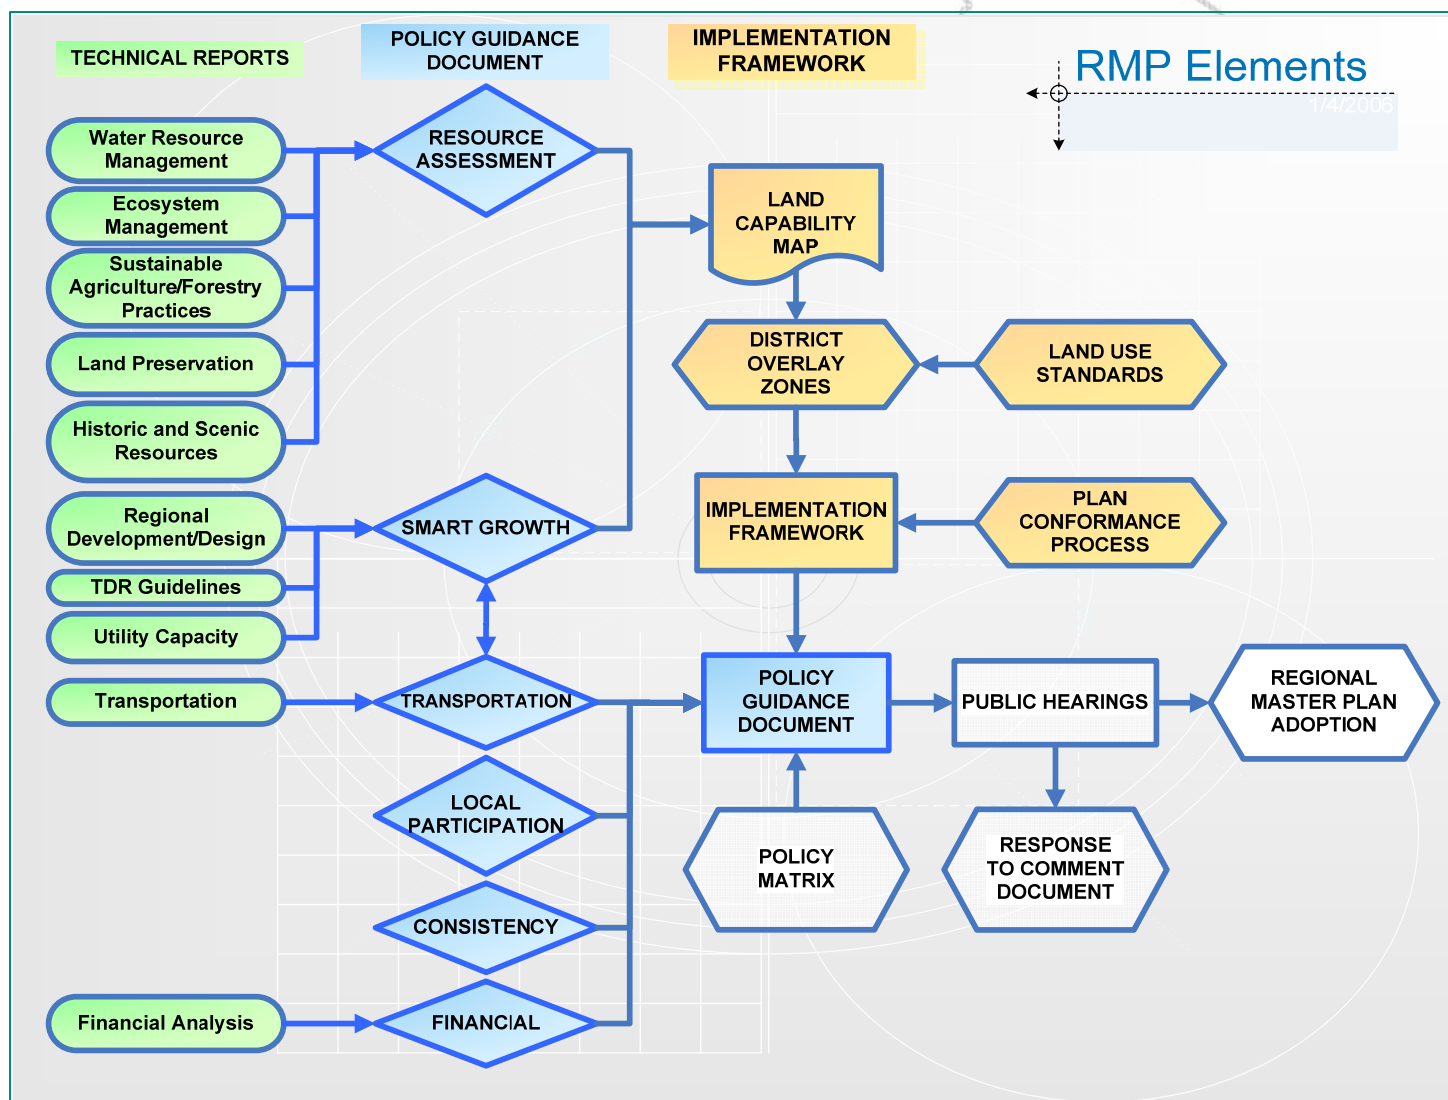 TECHNICAL REPORTS
POLICY GUIDANCE
DOCUMENT
IMPLEMENTATION
FRAMEWORK
RMP Elements
1/4/2006
Water Resource
Management
Ecosystem
Management
Sustainable
Agriculture/Forestry
Practices
Land Preservation
Historic and Scenic
Resources
Regional
Development/Design
TDR Guidelines
Utility Capacity
Transportation
Financial Analysis
RESOURCE
ASSESSMENT
SMART GROWTH
TRANSPORTATION
LOCAL
PARTICIPATION
CONSISTENCY
FINANCIAL
LAND
CAPABILITY
MAP
DISTRICT
OVERLAY
ZONES
LAND USE
STANDARDS
IMPLEMENTATION
FRAMEWORK
PLAN
CONFORMANCE
PROCESS
POLICY
GUIDANCE
DOCUMENT
PUBLIC HEARINGS
REGIONAL
MASTER PLAN
ADOPTION
POLICY
MATRIX
RESPONSE
TO COMMENT
DOCUMENT